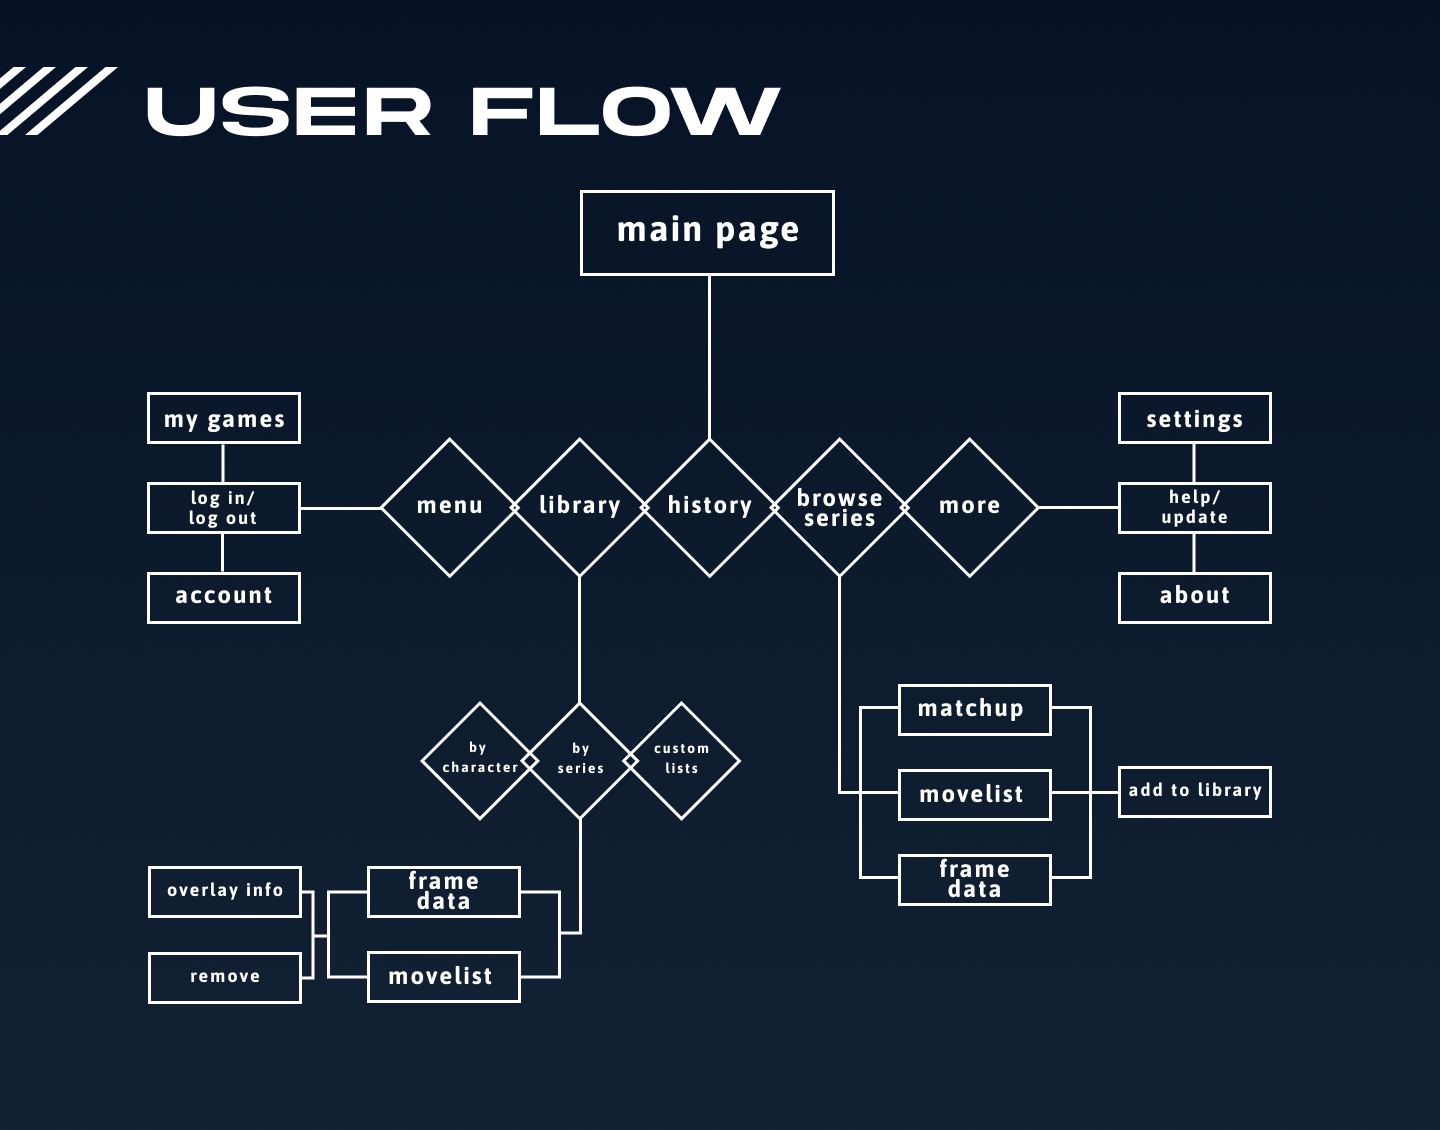 USER FLOW
main page
my games
log in/
log out
account
menu
library
history
browse
series
more
settings
help/
update
about
by
character
by
series
custom
lists
matchup
movelist
frame
data
add to library
overlay info
remove
frame
data
movelist